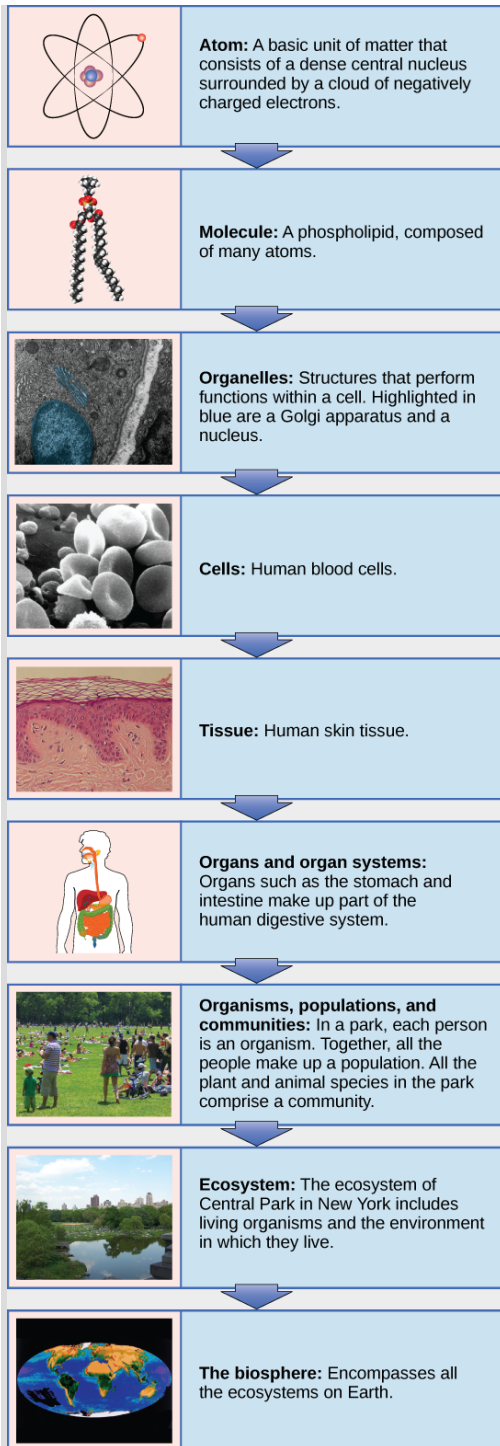 Atom: A basic unit of matter that
consists of a dense central nucleus
surrounded by a cloud of negatively
charged electrons.
Molecule: A phospholipid, composed
of many atoms.
Organelles: Structures that perform
functions within a cell. Highlighted in
blue are a Golgi apparatus and a
nucleus.
Cells: Human blood cells.
Tissue: Human skin tissue.
Organs and organ systems:
Organs such as the stomach and
intestine make up part of the
human digestive system.
Organisms, populations, and
communities: In a park, each person
is an organism. Together, all the
people make up a population. All the
plant and animal species in the park
comprise a community.
Ecosystem: The ecosystem of
Central Park in New York includes
living organisms and the environment
in which they live.
The biosphere: Encompasses all
the ecosystems on Earth.